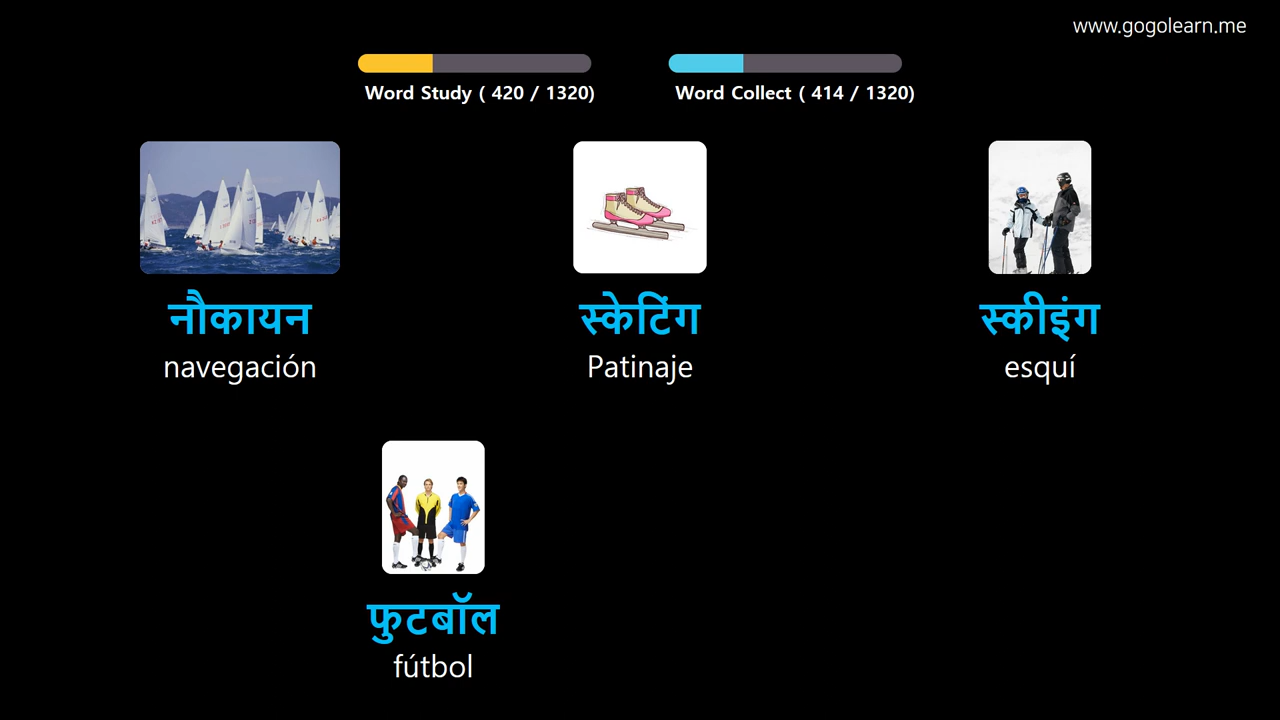 www.gogolearn.me
Word Study ( 420 / 1320)
Word Collect ( 414 / 1320)
नौकायन
navegación
स्केटिंग
Patinaje
स्कीइंग
esquí
फुटबॉल
fútbol